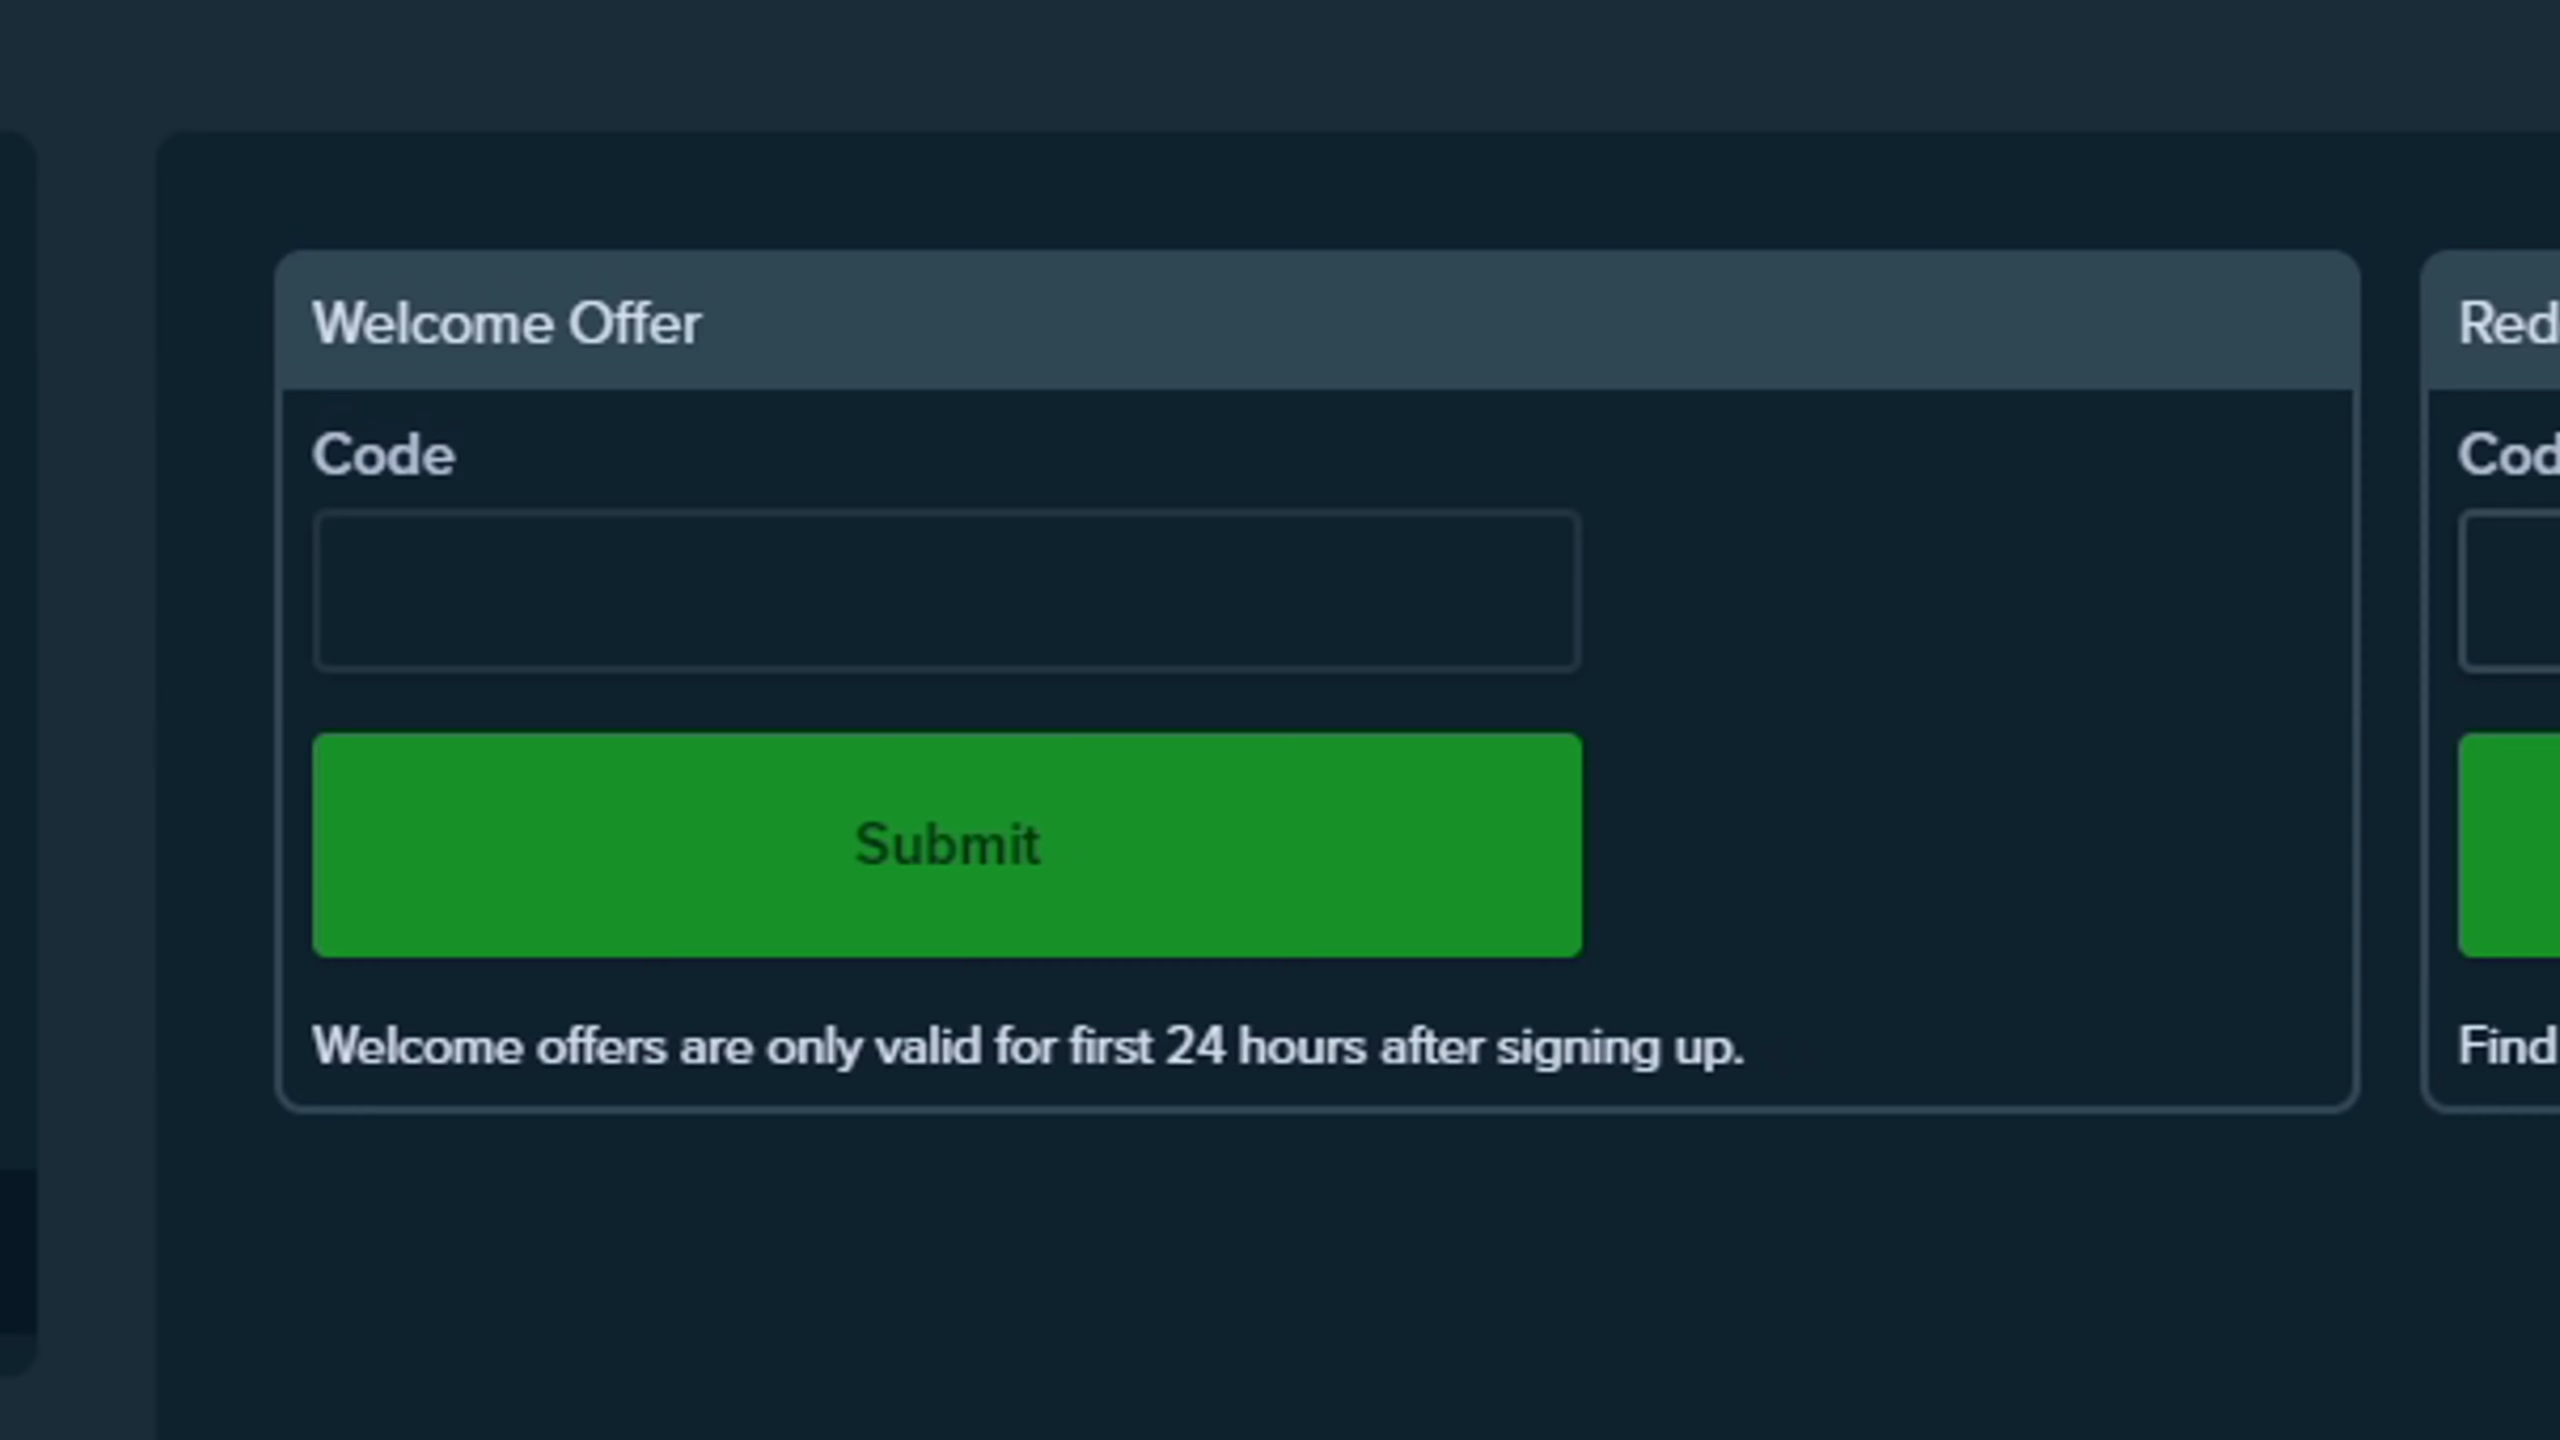 Welcome Offer
Code
Submit
Welcome offers are only valid for first 24 hours after signing up.
Red
Cod
Find